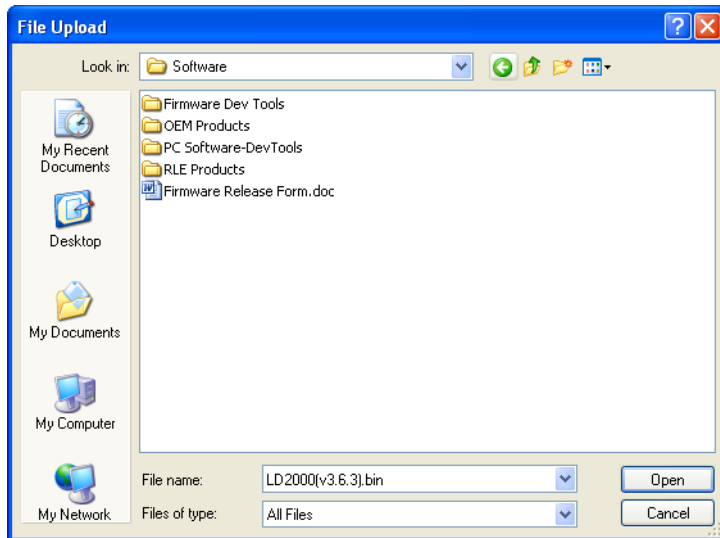 File Upload
Look in:
Software
My Recent
Documents
Desktop
My Documents
My Computer
My Network
Firmware Dev Tools
OEM Products
PC Software-DevTools
RLE Products
Firmware Release Form.doc
File name:
LD2000(v3.6.3).bin
Open
Files of type:
All Files
Cancel